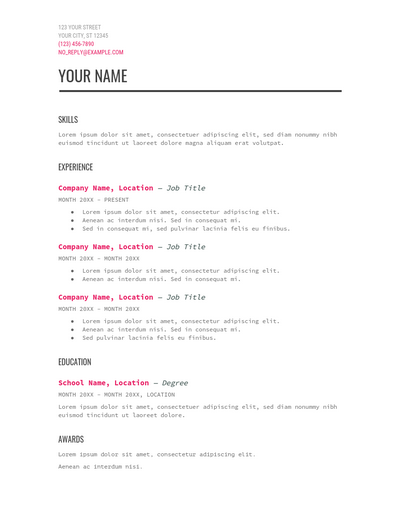 123 YOUR STREET
YOUR CITY, ST 12345
(123) 456-7890
NO_REPLY@EXAMPLE.COM
YOUR NAME
SKILLS
Lorem ipsum dolor sit amet, consectetuer adipiscing elit, sed diam nonummy nibh
euismod tincidunt ut laoreet dolore magna aliquam erat volutpat.
EXPERIENCE
Company Name, Location — Job Title
MONTH 20XX - PRESENT
● Lorem ipsum dolor sit amet, consectetur adipiscing elit.
● Aenean ac interdum nisi. Sed in consequat mi.
● Sed in consequat mi, sed pulvinar lacinia felis eu finibus.
Company Name, Location — Job Title
MONTH 20XX - MONTH 20XX
● Lorem ipsum dolor sit amet, consectetur adipiscing elit.
● Aenean ac interdum nisi. Sed in consequat mi.
Company Name, Location — Job Title
MONTH 20XX - MONTH 20XX
● Lorem ipsum dolor sit amet, consectetur adipiscing elit.
● Aenean ac interdum nisi. Sed in consequat mi.
● Sed pulvinar lacinia felis eu finibus.
EDUCATION
School Name, Location — Degree
MONTH 20XX - MONTH 20XX, LOCATION
Lorem ipsum dolor sit amet, consectetuer adipiscing elit, sed diam nonummy nibh
euismod tincidunt ut laoreet dolore.
AWARDS
Lorem ipsum dolor sit amet, consectetur adipiscing elit.
Aenean ac interdum nisi.